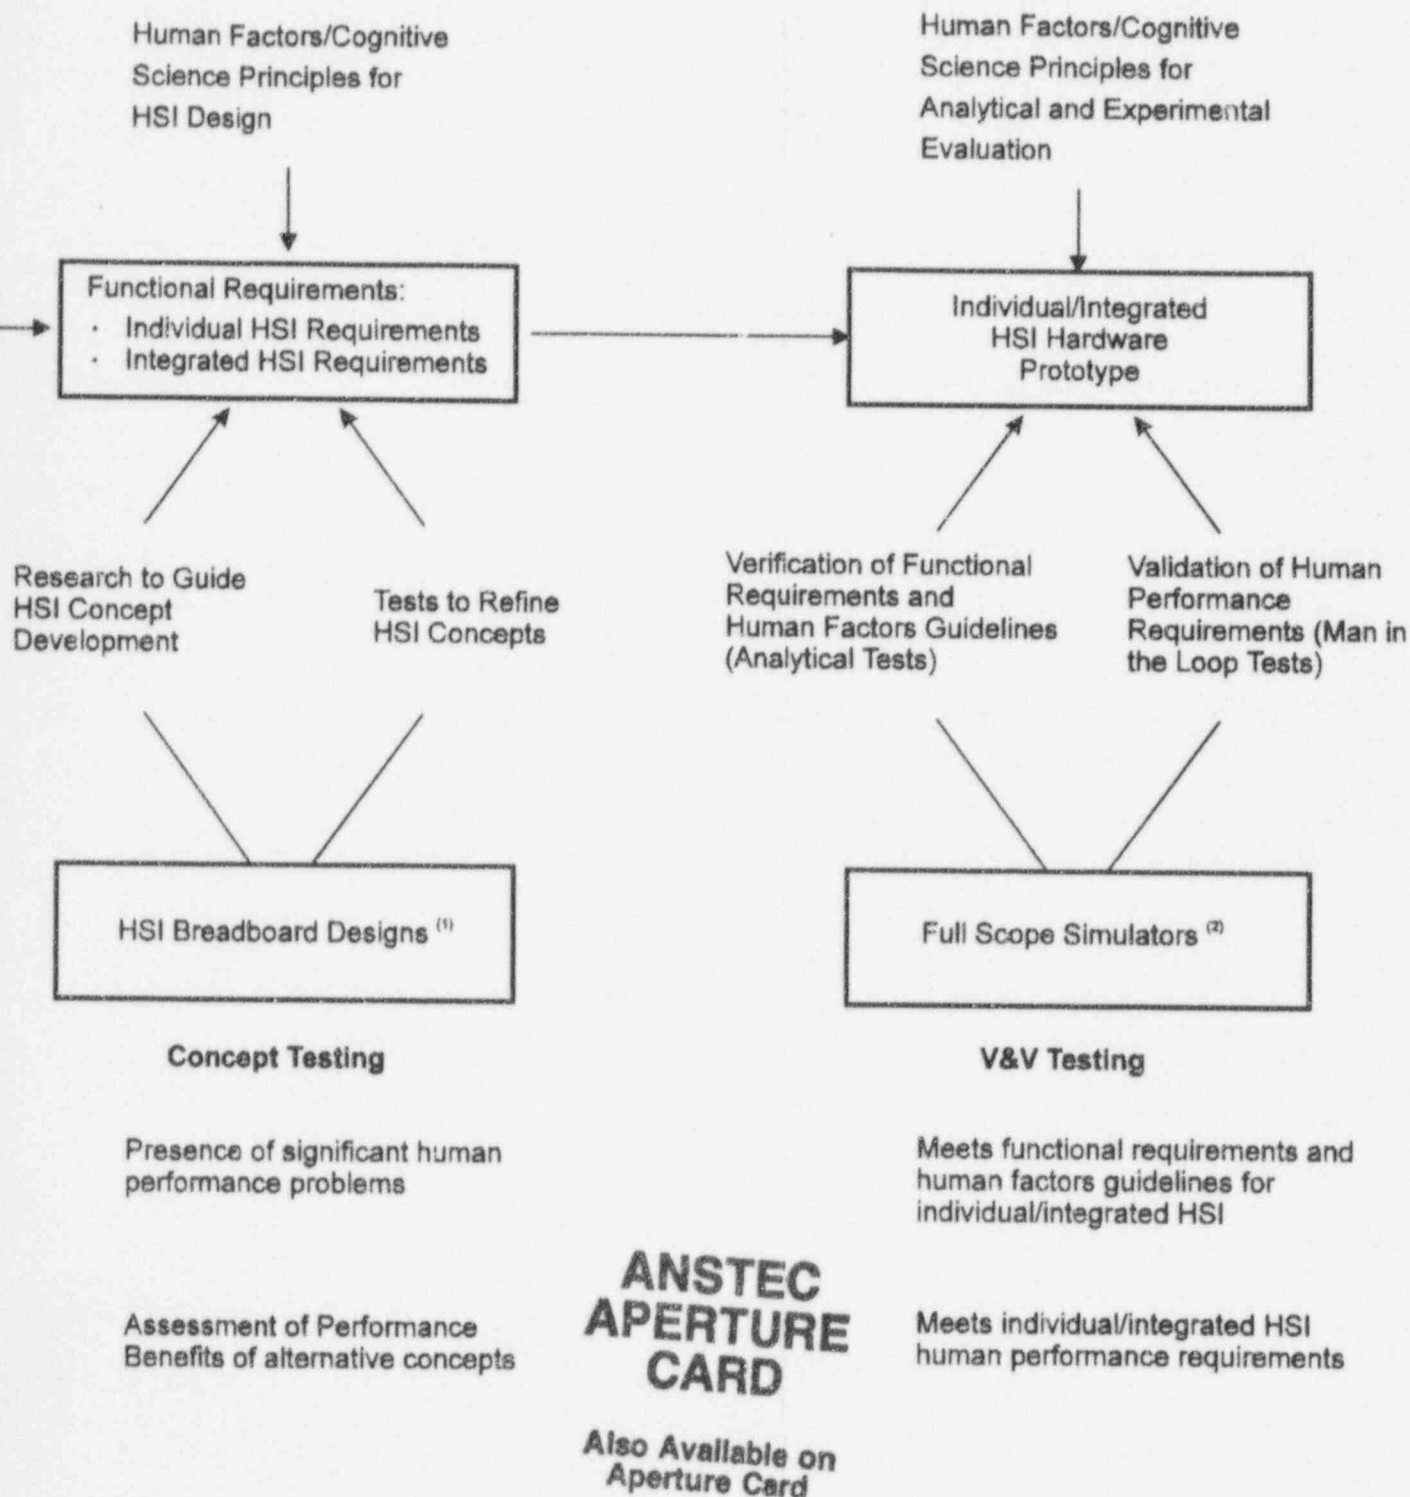 Human Factors/Cognitive
Science Principles for
HSI Design
Human Factors/Cognitive
Science Principles for
Analytical and Experimental
Evaluation
Functional Requirements:
· Individual HSI Requirements
· Integrated HSI Requirements
Individual/Integrated
HSI Hardware
Prototype
Research to Guide
HSI Concept
Development
Tests to Refine
HSI Concepts
Verification of Functional
Requirements and
Human Factors Guidelines
(Analytical Tests)
Validation of Human
Performance
Requirements (Man in
the Loop Tests)
HSI Breadboard Designs (1)
Full Scope Simulators (2)
Concept Testing
V&V Testing
Presence of significant human
performance problems
Meets functional requirements and
human factors guidelines for
individual/integrated HSI
Assessment of Performance
Benefits of alternative concepts
Meets individual/integrated HSI
human performance requirements
ANSTEC
APERTURE
CARD
Also Available on
Aperture Card